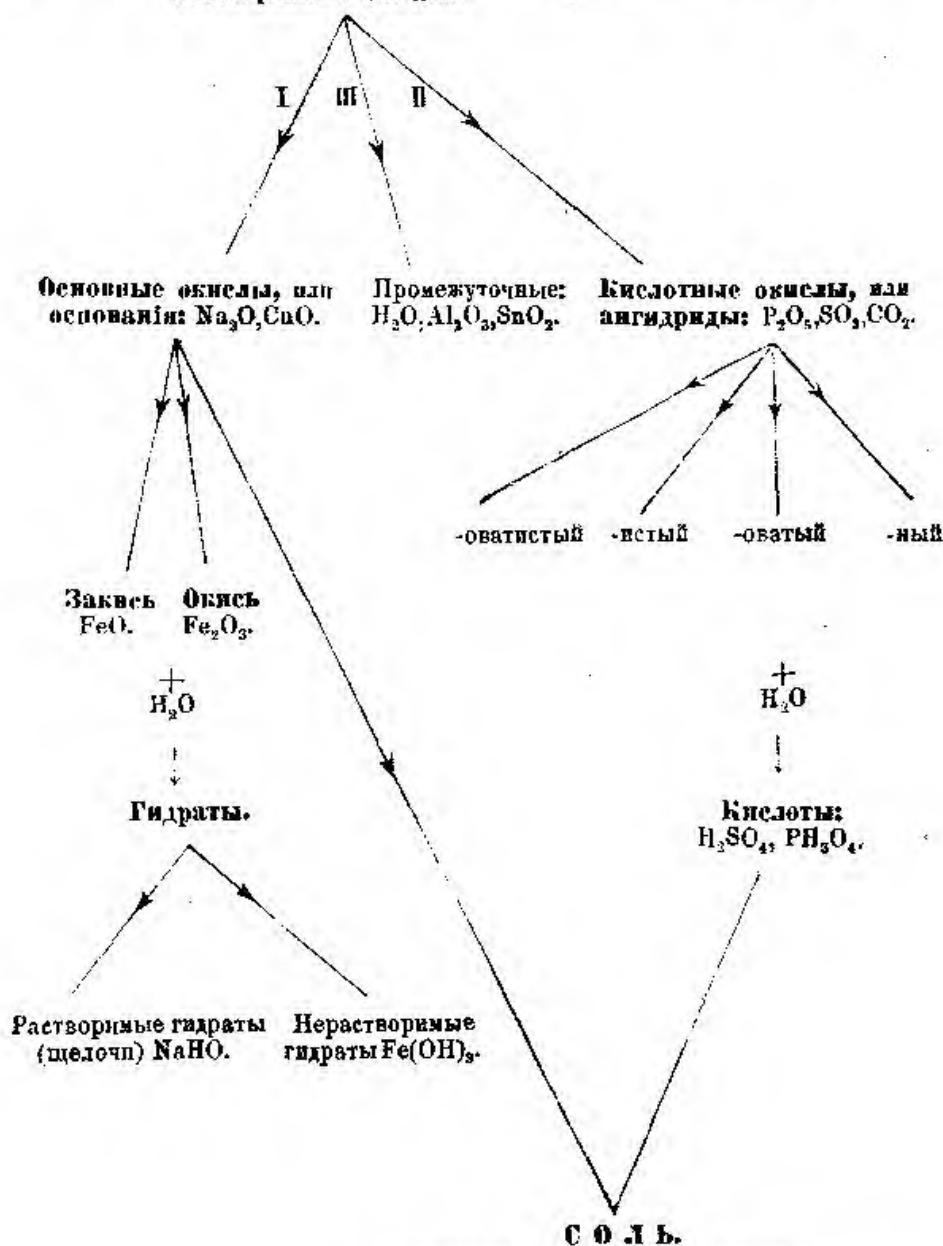 I III II
Основные окислы, или
основанія: Na₂O, CuO.
Промежуточные:
H₂O, Al₂O₃, SnO₂.
Кислотные окислы, или
ангидриды: P₂O₅, SO₃, CO₂.
-оватистый -истый -оватый -ный
Закись
FeO.
Окись
Fe₂O₃.
+
H₂O
+
H₂O
Гидраты.
Кислоты:
H₂SO₄, PH₃O₄.
Растворимые гидраты
(щелочи) NaHO.
Нерастворимые
гидраты Fe(OH)₃.
СОЛЬ.